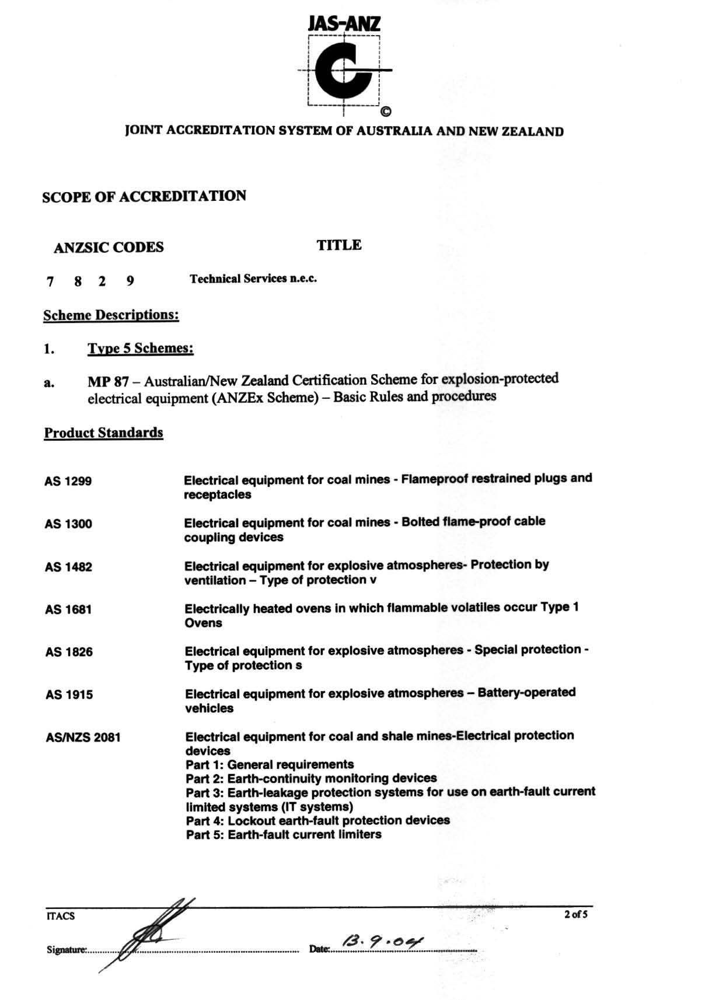 JAS-ANZ
©
JOINT ACCREDITATION SYSTEM OF AUSTRALIA AND NEW ZEALAND
SCOPE OF ACCREDITATION
ANZSIC CODES TITLE
7 8 2 9 Technical Services n.e.c.
Scheme Descriptions:
1. Type 5 Schemes:
a. MP 87 – Australian/New Zealand Certification Scheme for explosion-protected
electrical equipment (ANZEx Scheme) – Basic Rules and procedures
Product Standards
AS 1299 Electrical equipment for coal mines - Flameproof restrained plugs and
receptacles
AS 1300 Electrical equipment for coal mines - Bolted flame-proof cable
coupling devices
AS 1482 Electrical equipment for explosive atmospheres- Protection by
ventilation – Type of protection v
AS 1681 Electrically heated ovens in which flammable volatiles occur Type 1
Ovens
AS 1826 Electrical equipment for explosive atmospheres - Special protection -
Type of protection s
AS 1915 Electrical equipment for explosive atmospheres – Battery-operated
vehicles
AS/NZS 2081 Electrical equipment for coal and shale mines-Electrical protection
devices
Part 1: General requirements
Part 2: Earth-continuity monitoring devices
Part 3: Earth-leakage protection systems for use on earth-fault current
limited systems (IT systems)
Part 4: Lockout earth-fault protection devices
Part 5: Earth-fault current limiters
ITACS 2 of 5
Signature: Date: 13.9.04